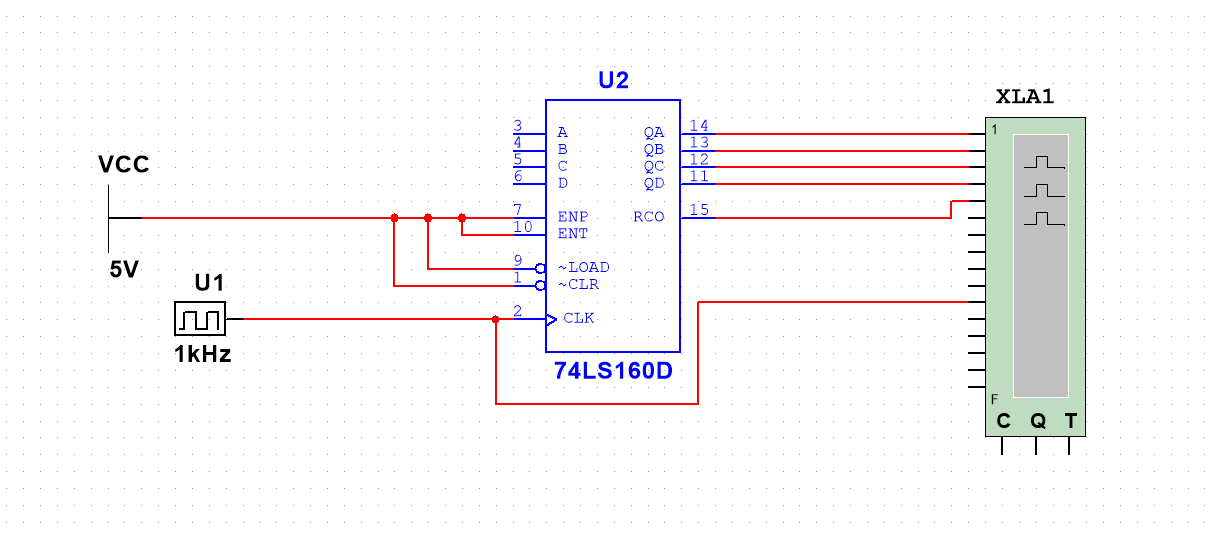 U2
XLA1
3 A QA 14
4 B QB 13
5 C QC 12
6 D QD 11
1
VCC
7 ENP RCO 15
10 ENT
5V
9 ~LOAD
1 ~CLR
U1
2 CLK
1kHz
74LS160D
F
C Q T